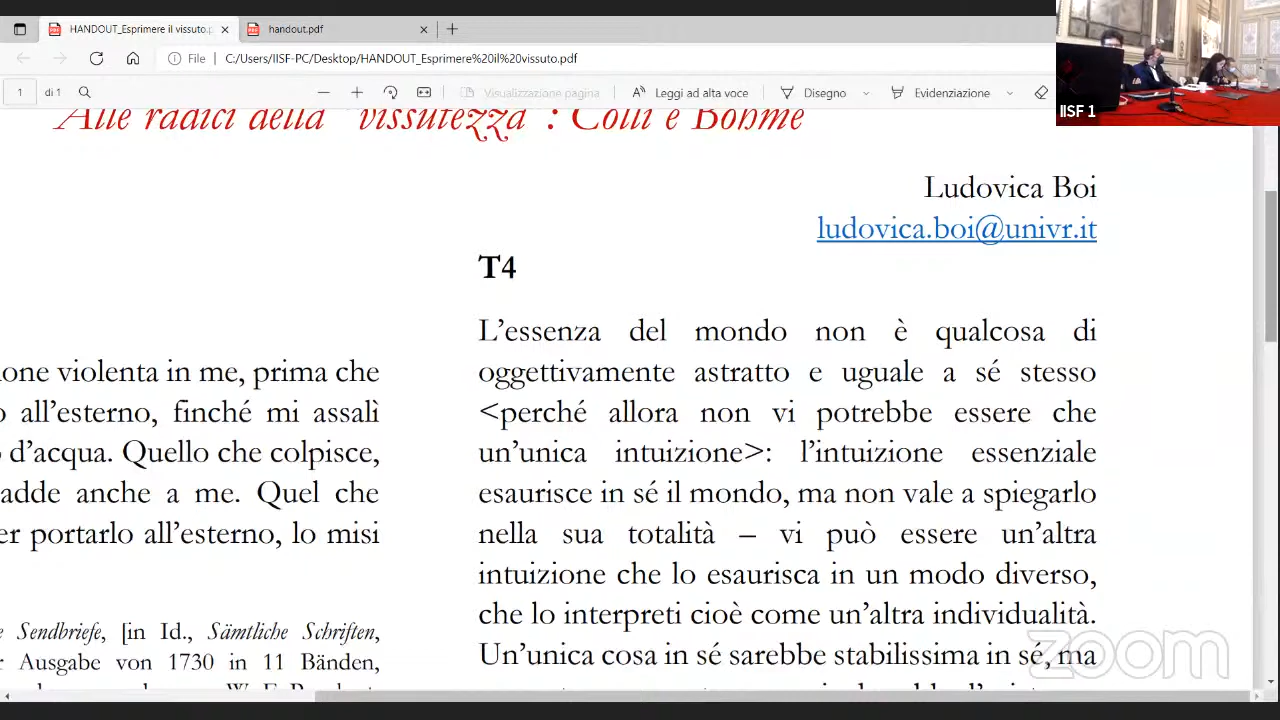 HANDOUT_Esprimere il vissuto.p
handout.pdf
File
C:/Users/IISF-PC/Desktop/HANDOUT_Esprimere%20il%20vissuto.pdf
1 di 1
Visualizzazione pagina
Leggi ad alta voce
Disegno
Evidenziazione
IISF 1
Alle radici della "vissutezza": Colli e Böhme
Ludovica Boi
ludovica.boi@univr.it
ione violenta in me, prima che
o all'esterno, finché mi assalì
o d'acqua. Quello che colpisce,
adde anche a me. Quel che
er portarlo all'esterno, lo misi
e Sendbriefe, [in Id., Sämtliche Schriften,
r Ausgabe von 1730 in 11 Bänden,
T4
L'essenza del mondo non è qualcosa di
oggettivamente astratto e uguale a sé stesso
<perché allora non vi potrebbe essere che
un'unica intuizione>: l'intuizione essenziale
esaurisce in sé il mondo, ma non vale a spiegarlo
nella sua totalità – vi può essere un'altra
intuizione che lo esaurisca in un modo diverso,
che lo interpreti cioè come un'altra individualità.
Un'unica cosa in sé sarebbe stabilissima in sé, ma
zoom